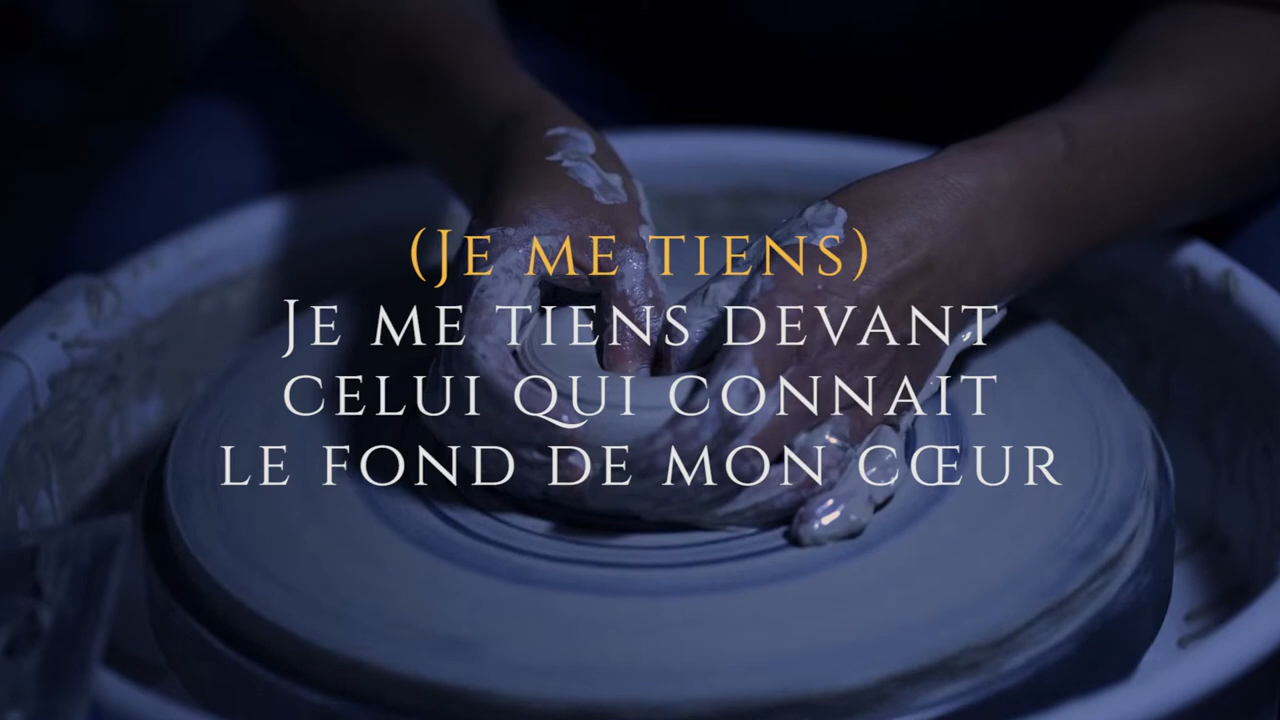 (Je me tiens)
Je me tiens devant
celui qui connait
le fond de mon cœur